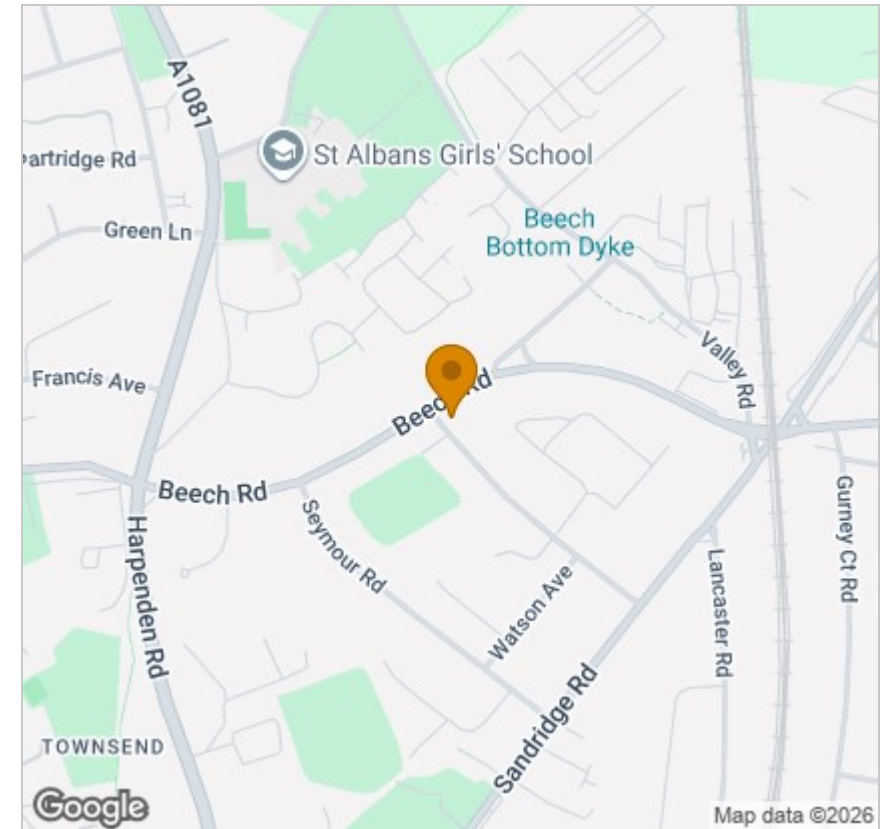 A1081
St Albans Girls' School
artridge Rd
Beech
Bottom Dyke
Green Ln
Valley Rd
Francis Ave
Beech Rd
Beech Rd
Seymour Rd
Gurney Ct Rd
Harpenden Rd
Lancaster Rd
Watson Ave
Sandridge Rd
TOWNSEND
Google
Map data ©2026